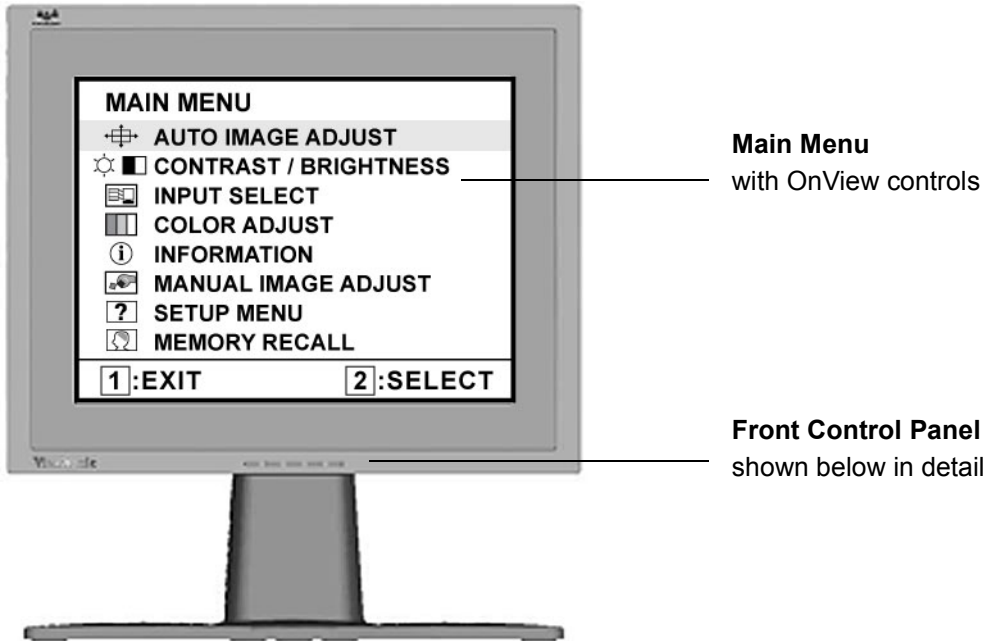 MAIN MENU
AUTO IMAGE ADJUST
CONTRAST / BRIGHTNESS
INPUT SELECT
COLOR ADJUST
INFORMATION
MANUAL IMAGE ADJUST
? SETUP MENU
MEMORY RECALL
1:EXIT 2:SELECT
Main Menu
with OnView controls
Front Control Panel
shown below in detail